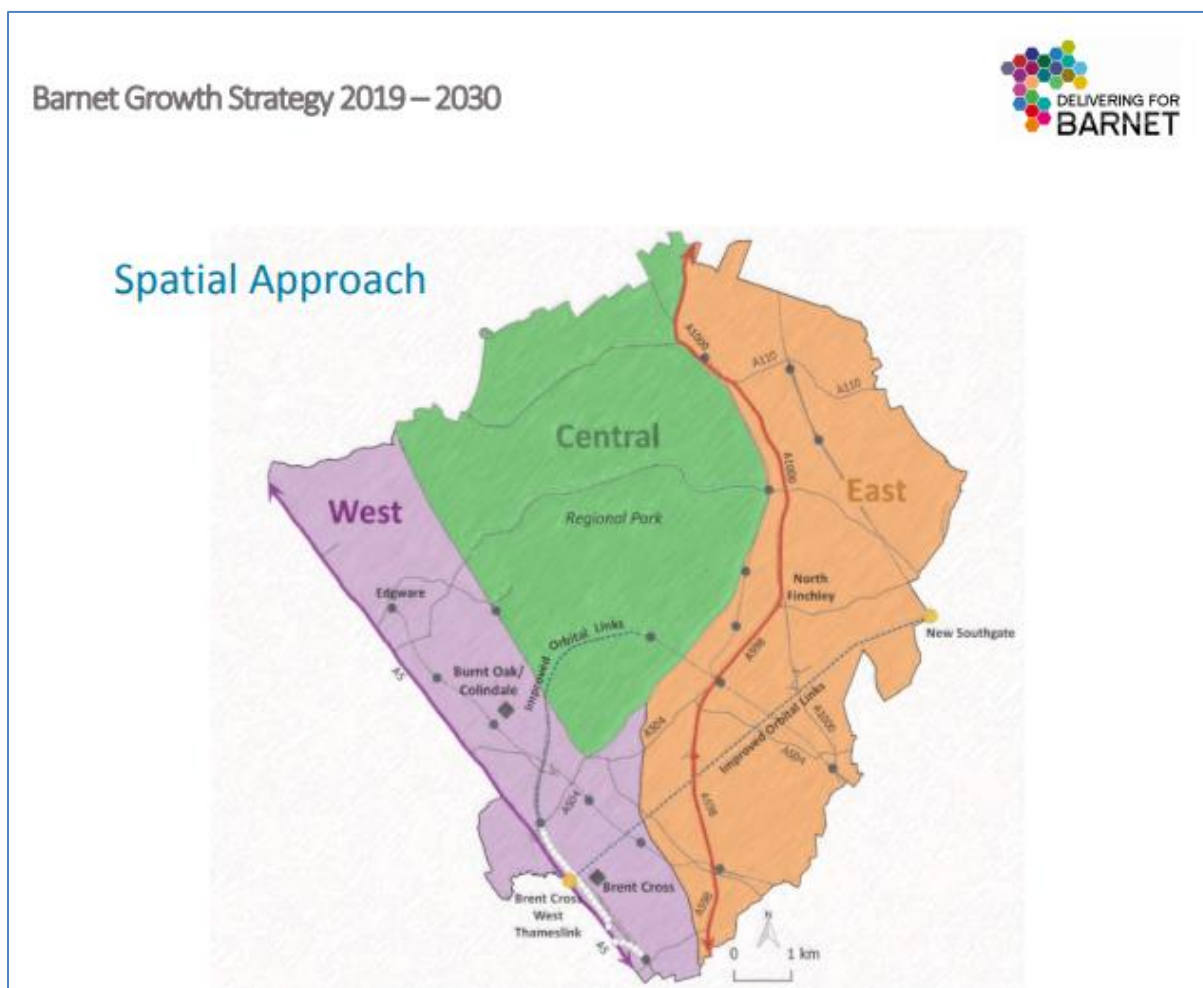 Barnet Growth Strategy 2019 – 2030
DELIVERING FOR
BARNET
Spatial Approach
A1000
A110
A110
Central
A1000
East
West
Regional Park
Edgware
North
Finchley
Improved Orbital Links
New Southgate
A5
Burnt Oak/
Colindale
A598
A504
Improved Orbital Links
A1000
A504
A504
A598
Brent Cross
Brent Cross
West
Thameslink
A598
A5
N
0 1 km